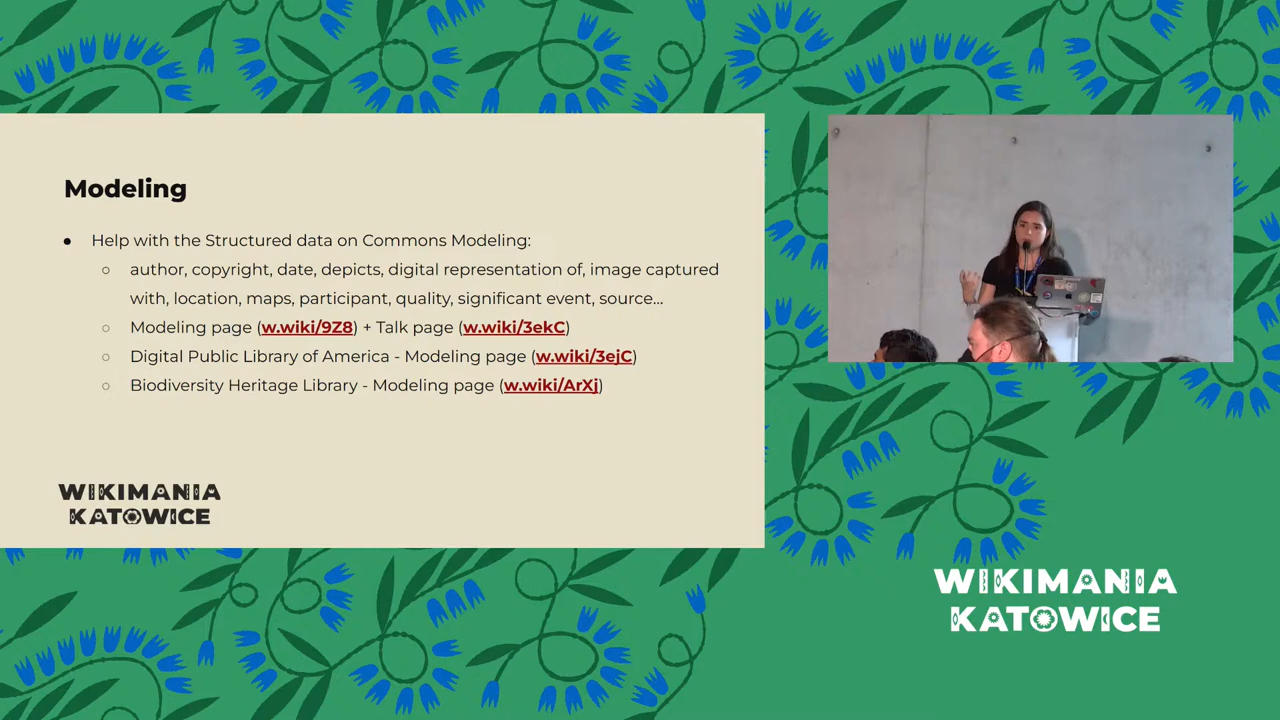 Modeling
● Help with the Structured data on Commons Modeling:
○ author, copyright, date, depicts, digital representation of, image captured
with, location, maps, participant, quality, significant event, source...
○ Modeling page (w.wiki/9Z8) + Talk page (w.wiki/3ekC)
○ Digital Public Library of America - Modeling page (w.wiki/3ejC)
○ Biodiversity Heritage Library - Modeling page (w.wiki/ArXj)
WIKIMANIA
KATOWICE
WIKIMANIA
KATOWICE